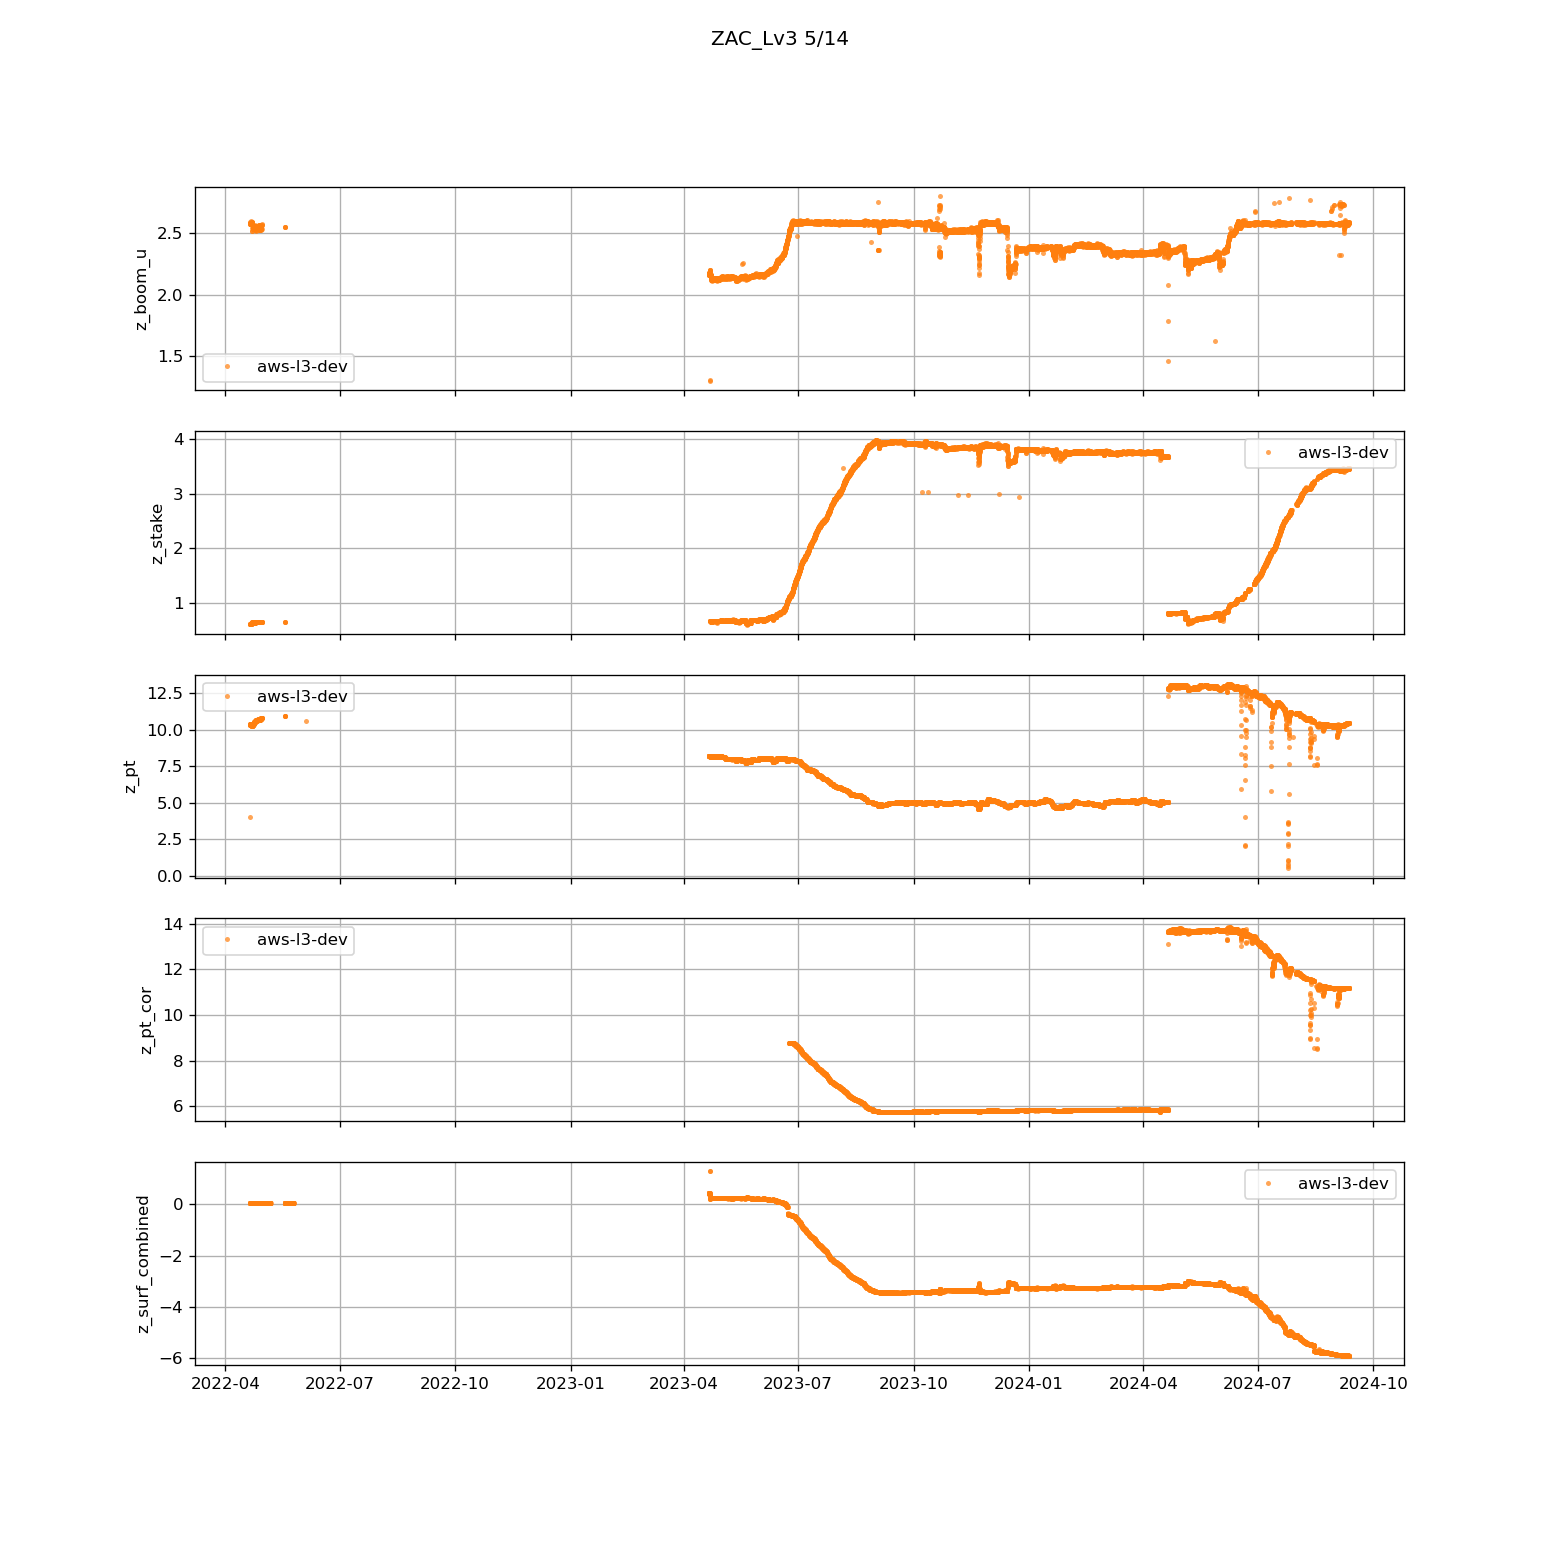 ZAC_Lv3 5/14
z_boom_u
2.5
2.0
1.5
aws-l3-dev
z_stake
4
3
2
1
aws-l3-dev
z_pt
12.5
10.0
7.5
5.0
2.5
0.0
aws-l3-dev
z_pt_cor
14
12
10
8
6
aws-l3-dev
z_surf_combined
0
−2
−4
−6
aws-l3-dev
2022-04 2022-07 2022-10 2023-01 2023-04 2023-07 2023-10 2024-01 2024-04 2024-07 2024-10